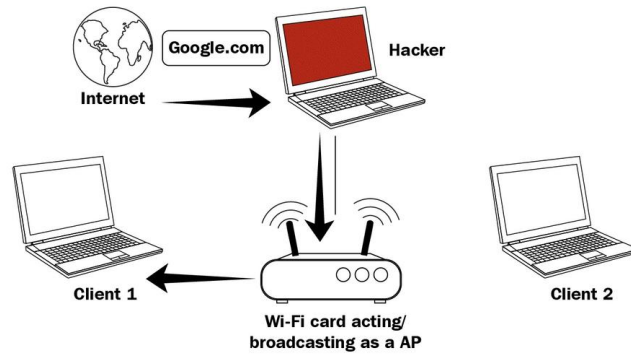 Google.com
Hacker
Internet
Client 1
Client 2
Wi-Fi card acting/
broadcasting as a AP